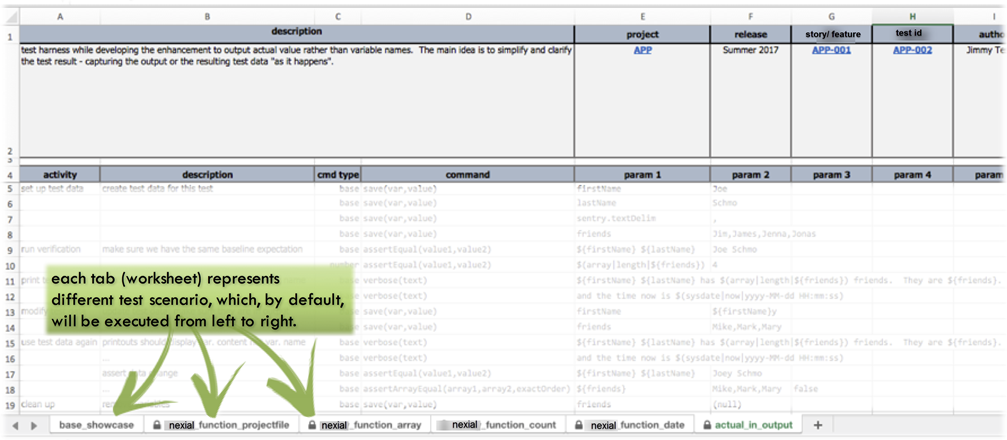 A B C D E F G H I
1 description project release story/ feature test id autho
test harness while developing the enhancement to output actual value rather than variable names. The main idea is to simplify and clarify APP Summer 2017 APP-001 APP-002 Jimmy Te
the test result - capturing the output or the resulting test data "as it happens".
2
3
4 activity description cmd type command param 1 param 2 param 3 param 4 param
5 set up test data create test data for this test base save(var,value) firstName Joe
6 base save(var,value) lastName Schmo
7 base save(var,value) sentry.textDelim ,
8 base save(var,value) friends Jim,James,Jenna,Jonas
9 run verification make sure we have the same baseline expectation base assertEqual(value1,value2) ${firstName} ${lastName} Joe Schmo
10 assertEqual(value1,value2) ${array|length|${friends}} 4
11 print base verbose(text) ${firstName} ${lastName} has ${array|length|${friends}} friends. They are ${friends}.
12 base verbose(text) and the time now is ${sysdate|now|yyyy-MM-dd HH:mm:ss}
13 modify base save(var,value) firstName ${firstName}y
14 base save(var,value) friends Mike,Mark,Mary
15 use test data again printouts should display var. content var. name base verbose(text) ${firstName} ${lastName} has ${array|length|${friends}} friends. They are ${friends}.
16 ... base verbose(text) and the time now is ${sysdate|now|yyyy-MM-dd HH:mm:ss}
17 assert data change base assertEqual(value1,value2) ${firstName} ${lastName} Joey Schmo
18 ... base assertArrayEqual(array1,array2,exactOrder) ${friends} Mike,Mark,Mary false
19 clean up base save(var,value) friends (null)
each tab (worksheet) represents
different test scenario, which, by default,
will be executed from left to right.
base_showcase nexial_function_projectfile nexial_function_array nexial_function_count nexial_function_date actual_in_output +